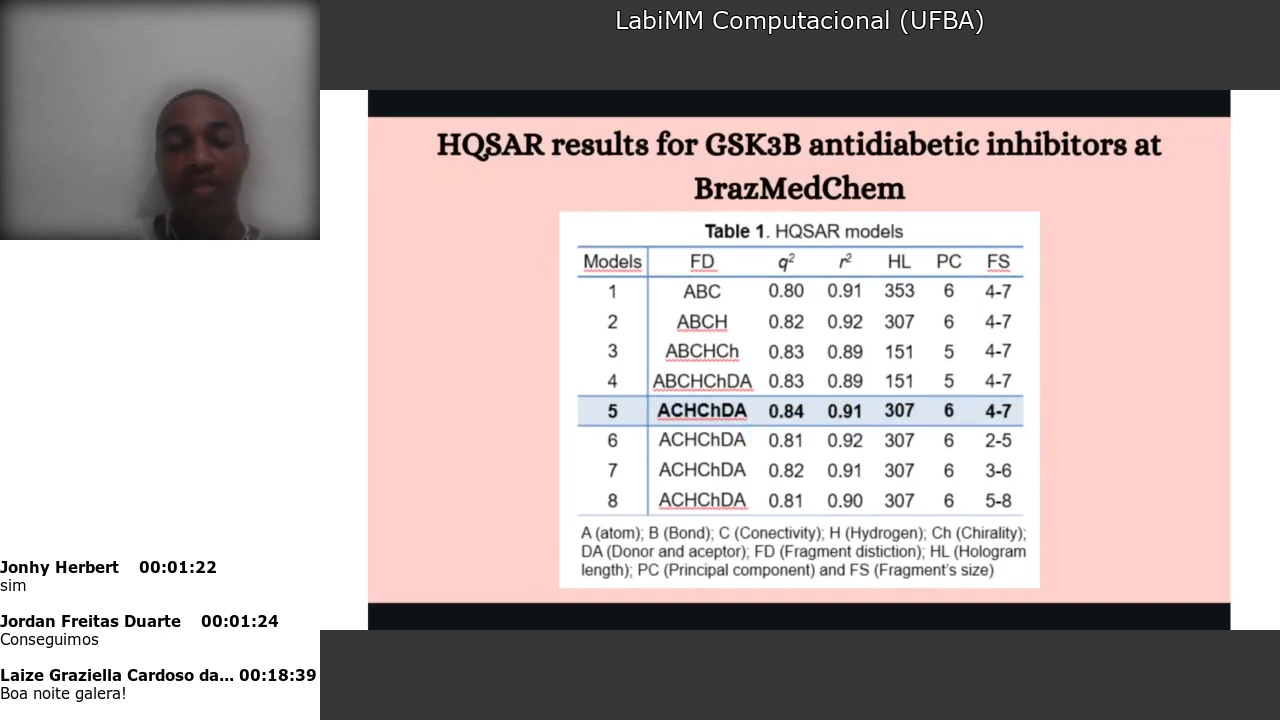 LabiMM Computacional (UFBA)
HQSAR results for GSK3B antidiabetic inhibitors at
BrazMedChem
Table 1. HQSAR models
Models FD q² r² HL PC FS
1 ABC 0.80 0.91 353 6 4-7
2 ABCH 0.82 0.92 307 6 4-7
3 ABCHCh 0.83 0.89 151 5 4-7
4 ABCHChDA 0.83 0.89 151 5 4-7
5 ACHChDA 0.84 0.91 307 6 4-7
6 ACHChDA 0.81 0.92 307 6 2-5
7 ACHChDA 0.82 0.91 307 6 3-6
8 ACHChDA 0.81 0.90 307 6 5-8
A (atom); B (Bond); C (Conectivity); H (Hydrogen); Ch (Chirality);
DA (Donor and aceptor); FD (Fragment distiction); HL (Hologram
length); PC (Principal component) and FS (Fragment's size)
Jonhy Herbert 00:01:22
sim
Jordan Freitas Duarte 00:01:24
Conseguimos
Laize Graziella Cardoso da... 00:18:39
Boa noite galera!